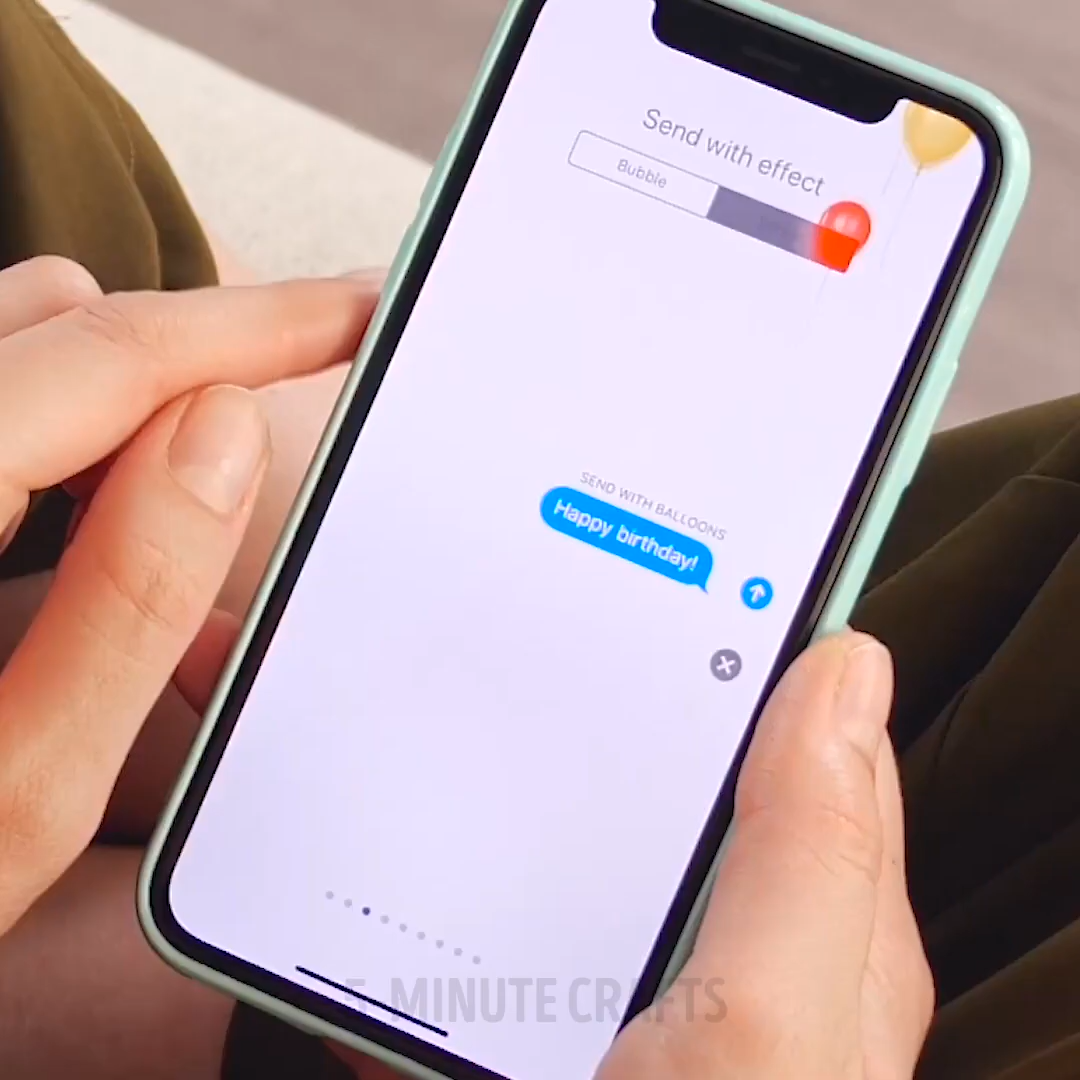 Send with effect
Bubble
SEND WITH BALLOONS
Happy birthday!
5-MINUTE CRAFTS